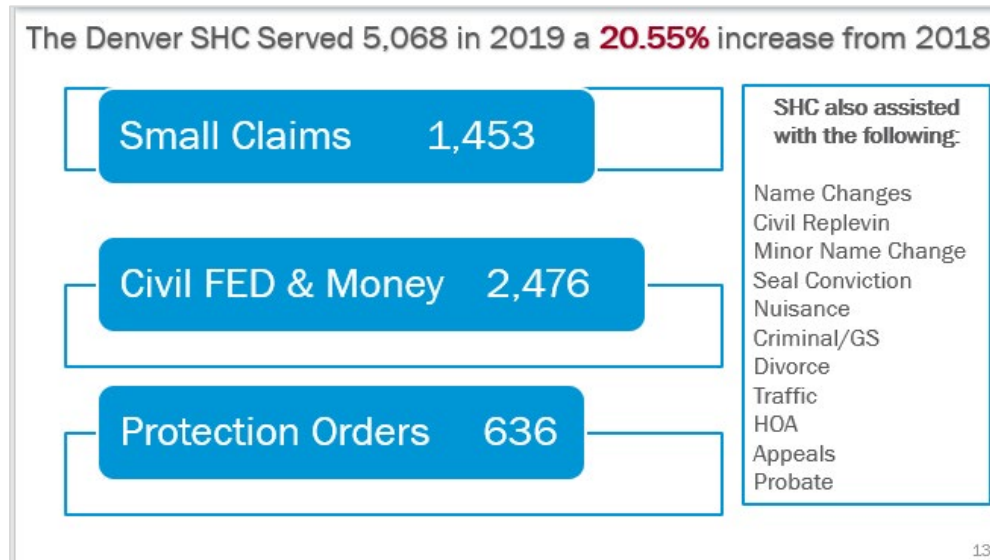 The Denver SHC Served 5,068 in 2019 a 20.55% increase from 2018
Small Claims 1,453
Civil FED & Money 2,476
Protection Orders 636
SHC also assisted
with the following:
Name Changes
Civil Replevin
Minor Name Change
Seal Conviction
Nuisance
Criminal/GS
Divorce
Traffic
HOA
Appeals
Probate
13